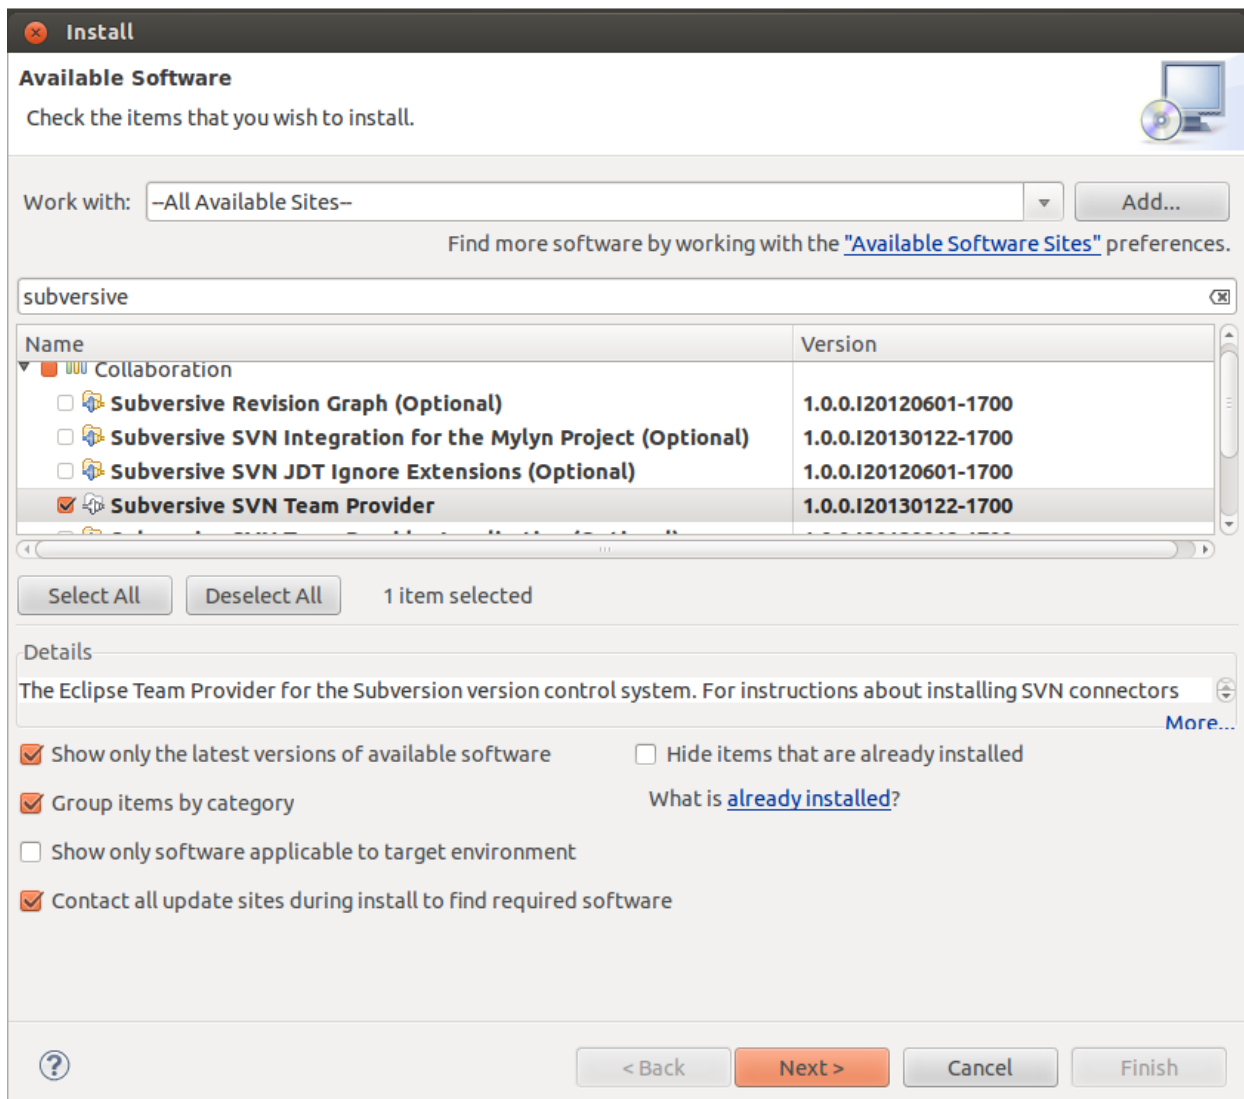 Install
Available Software
Check the items that you wish to install.
Work with: --All Available Sites-- Add...
Find more software by working with the "Available Software Sites" preferences.
subversive
Name Version
Collaboration
Subversive Revision Graph (Optional) 1.0.0.I20120601-1700
Subversive SVN Integration for the Mylyn Project (Optional) 1.0.0.I20130122-1700
Subversive SVN JDT Ignore Extensions (Optional) 1.0.0.I20120601-1700
Subversive SVN Team Provider 1.0.0.I20130122-1700
Select All Deselect All 1 item selected
Details
The Eclipse Team Provider for the Subversion version control system. For instructions about installing SVN connectors
More...
Show only the latest versions of available software Hide items that are already installed
Group items by category What is already installed?
Show only software applicable to target environment
Contact all update sites during install to find required software
< Back Next > Cancel Finish